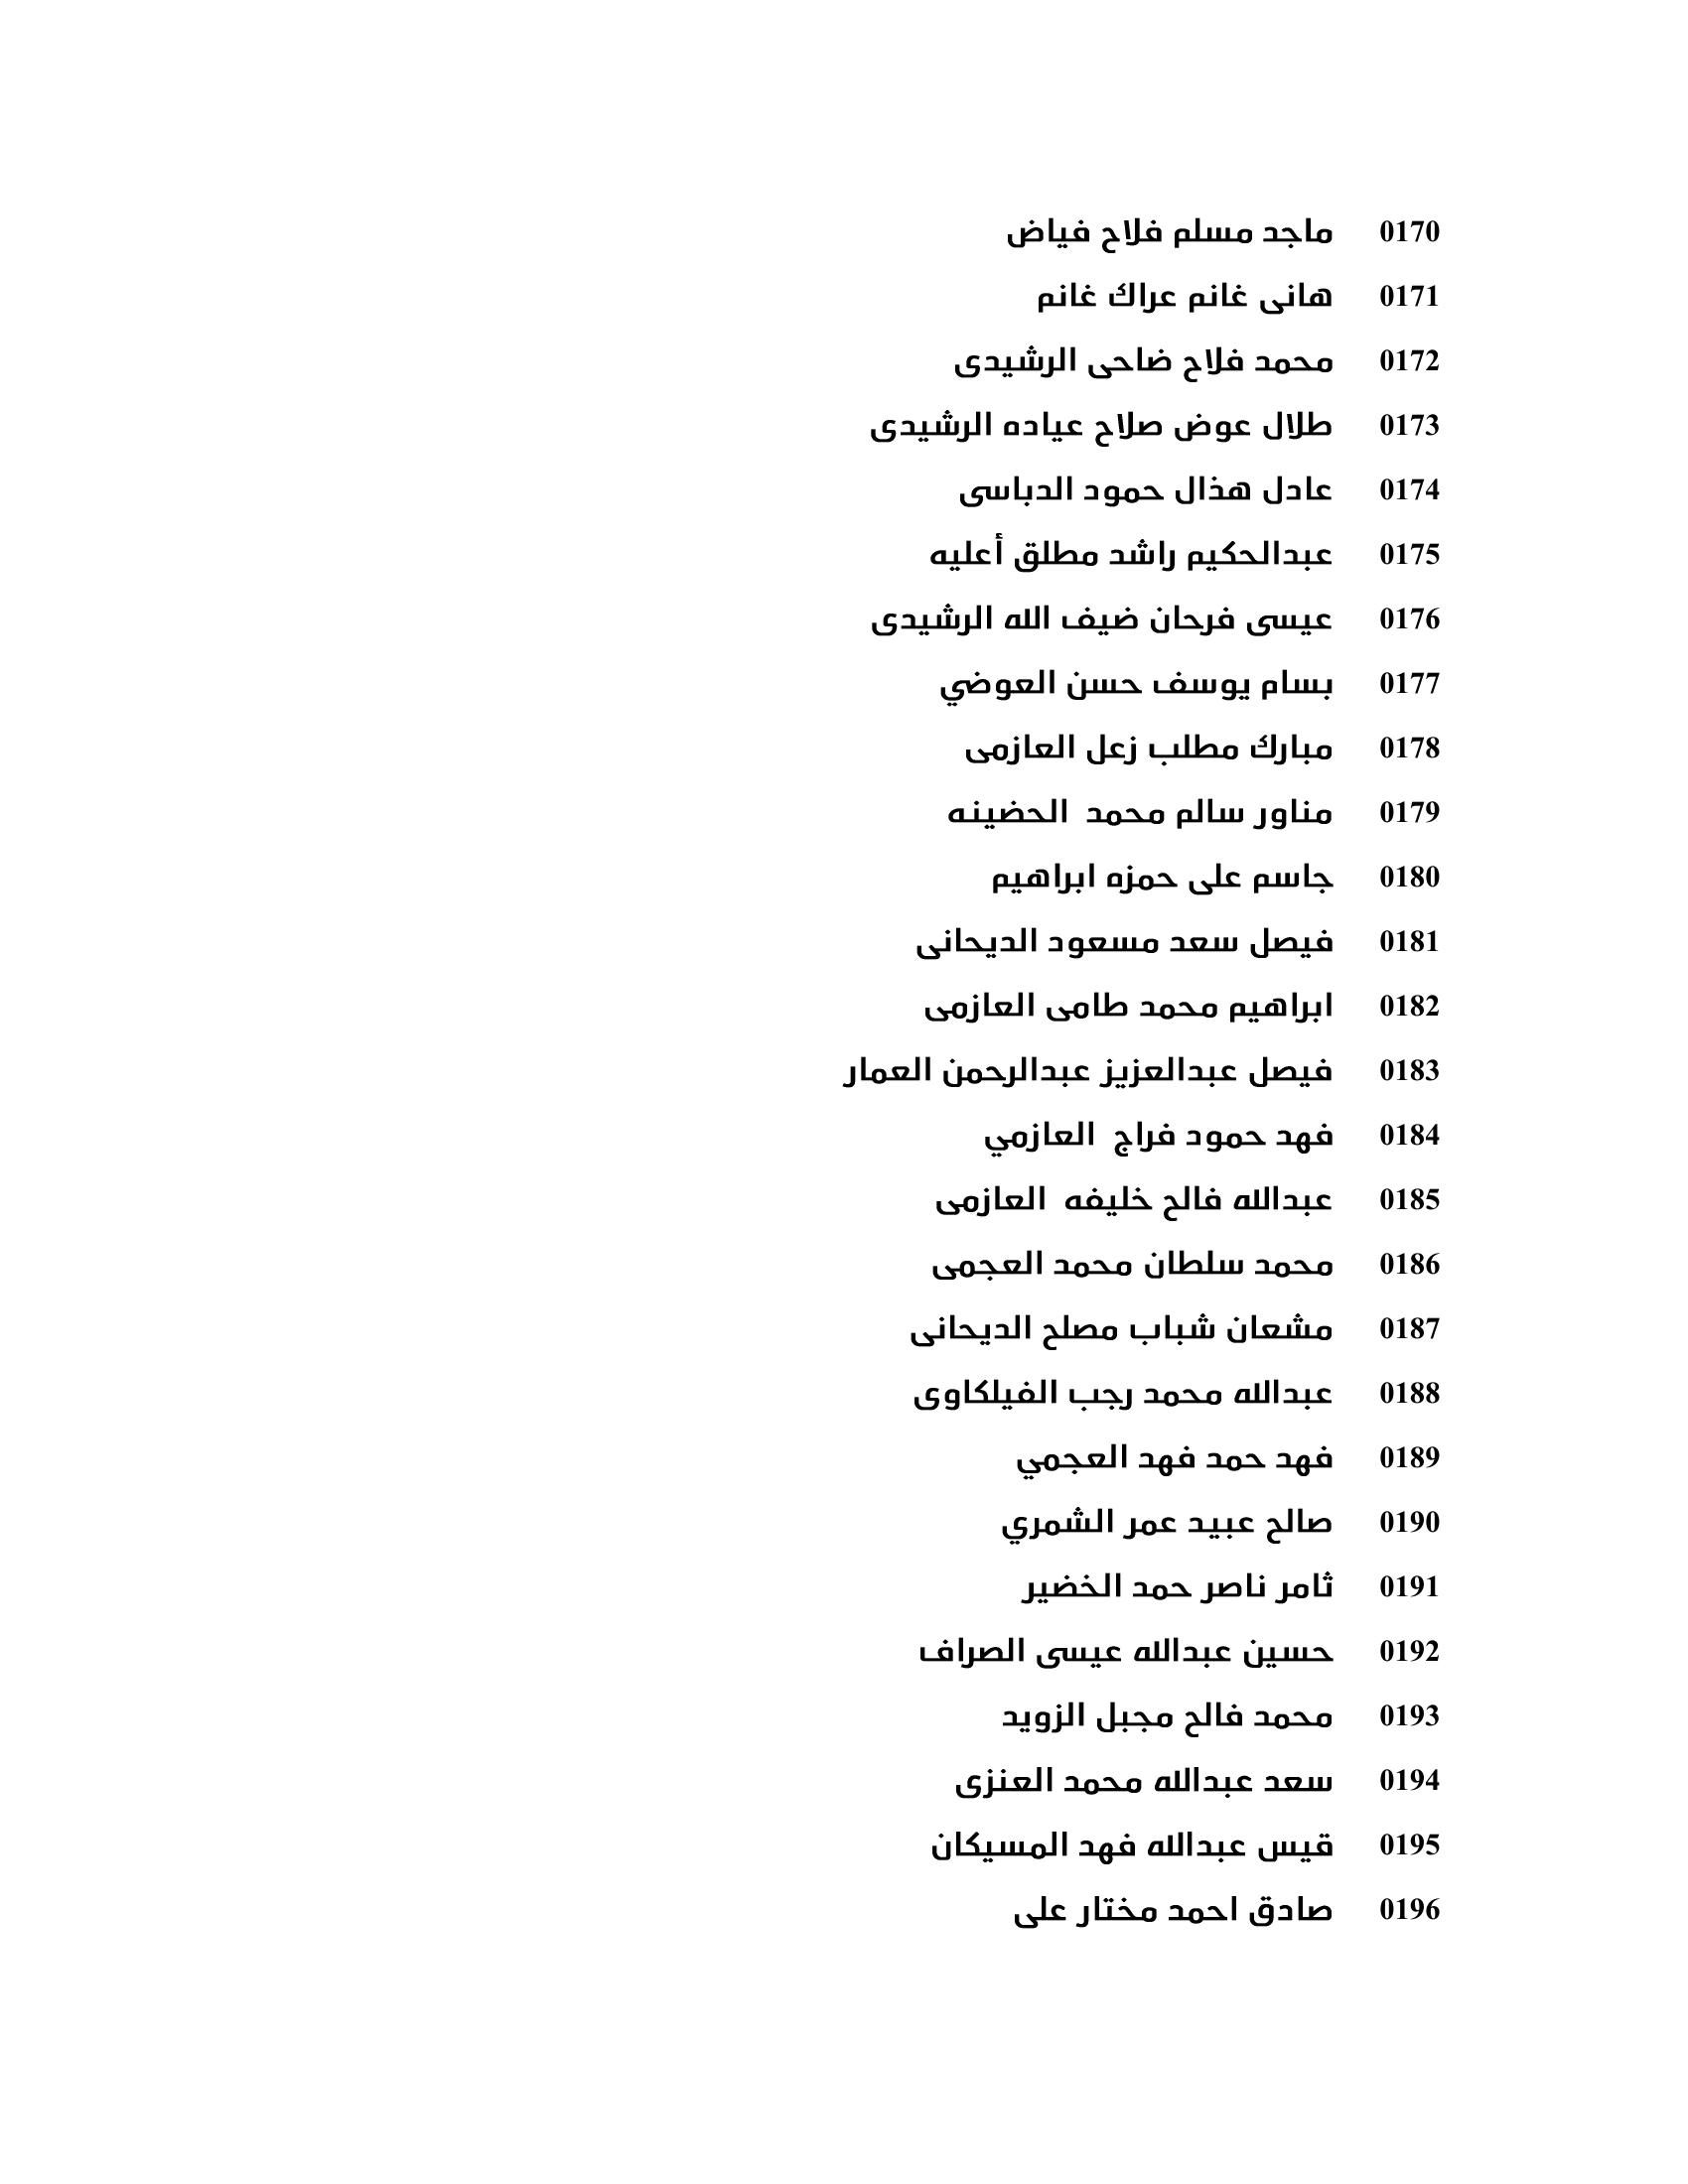 0170 ماجد مسلم فلاح فياض
0171 هانى غانم عراك غانم
0172 محمد فلاح ضاحى الرشيدى
0173 طلال عوض صلاح عياده الرشيدى
0174 عادل هذال حمود الدباسى
0175 عبدالحكيم راشد مطلق أعليه
0176 عيسى فرحان ضيف الله الرشيدى
0177 بسام يوسف حسن العوضي
0178 مبارك مطلب زعل العازمى
0179 مناور سالم محمد الحضينه
0180 جاسم على حمزه ابراهيم
0181 فيصل سعد مسعود الديحانى
0182 ابراهيم محمد طامى العازمى
0183 فيصل عبدالعزيز عبدالرحمن العمار
0184 فهد حمود فراج العازمي
0185 عبدالله فالح خليفه العازمى
0186 محمد سلطان محمد العجمى
0187 مشعان شباب مصلح الديحانى
0188 عبدالله محمد رجب الفيلكاوى
0189 فهد حمد فهد العجمي
0190 صالح عبيد عمر الشمري
0191 ثامر ناصر حمد الخضير
0192 حسين عبدالله عيسى الصراف
0193 محمد فالح مجبل الزويد
0194 سعد عبدالله محمد العنزى
0195 قيس عبدالله فهد المسيكان
0196 صادق احمد مختار على